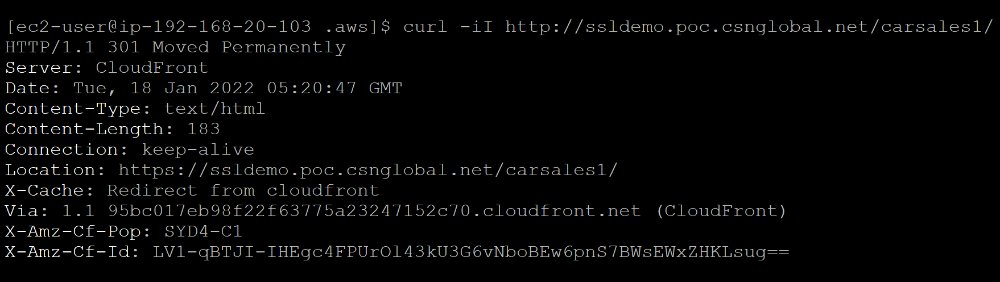 [ec2-user@ip-192-168-20-103 .aws]$ curl -iI http://ssldemo.poc.csnglobal.net/carsales1/
HTTP/1.1 301 Moved Permanently
Server: CloudFront
Date: Tue, 18 Jan 2022 05:20:47 GMT
Content-Type: text/html
Content-Length: 183
Connection: keep-alive
Location: https://ssldemo.poc.csnglobal.net/carsales1/
X-Cache: Redirect from cloudfront
Via: 1.1 95bc017eb98f22f63775a23247152c70.cloudfront.net (CloudFront)
X-Amz-Cf-Pop: SYD4-C1
X-Amz-Cf-Id: LV1-qBTJI-IHEgc4FPUrOl43kU3G6vNboBEw6pnS7BWsEWxZHKLsug==